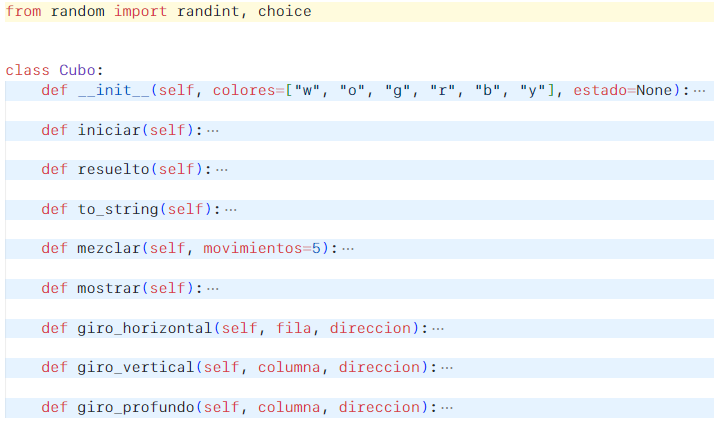 from random import randint, choice
class Cubo:
def __init__(self, colores=["w", "o", "g", "r", "b", "y"], estado=None):···
def iniciar(self):···
def resuelto(self):···
def to_string(self):···
def mezclar(self, movimientos=5):···
def mostrar(self):···
def giro_horizontal(self, fila, direccion):···
def giro_vertical(self, columna, direccion):···
def giro_profundo(self, columna, direccion):···